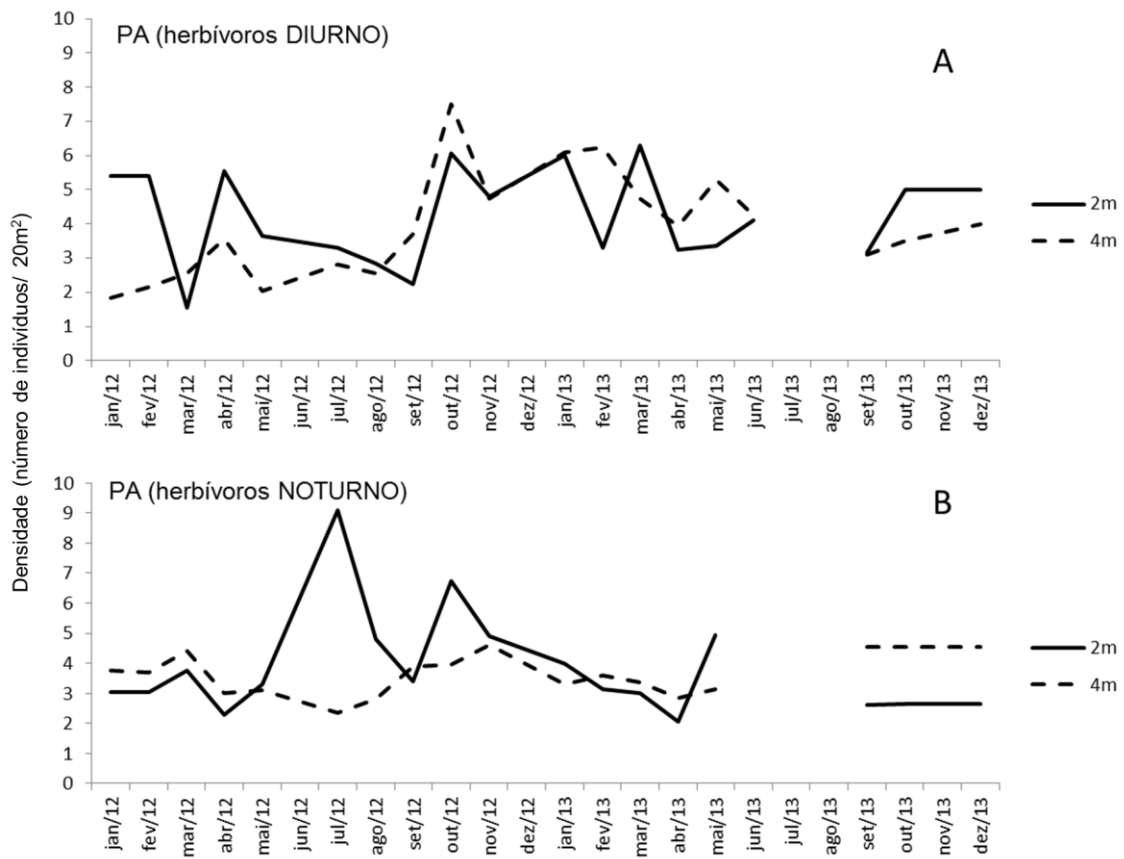 Densidade (número de indivíduos/ 20m²)
PA (herbívoros DIURNO)
A
10
9
8
7
6
5
4
3
2
1
0
jan/12 fev/12 mar/12 abr/12 mai/12 jun/12 jul/12 ago/12 set/12 out/12 nov/12 dez/12 jan/13 fev/13 mar/13 abr/13 mai/13 jun/13 jul/13 ago/13 set/13 out/13 nov/13 dez/13
2m
4m
PA (herbívoros NOTURNO)
B
10
9
8
7
6
5
4
3
2
1
0
jan/12 fev/12 mar/12 abr/12 mai/12 jun/12 jul/12 ago/12 set/12 out/12 nov/12 dez/12 jan/13 fev/13 mar/13 abr/13 mai/13 jun/13 jul/13 ago/13 set/13 out/13 nov/13 dez/13
2m
4m